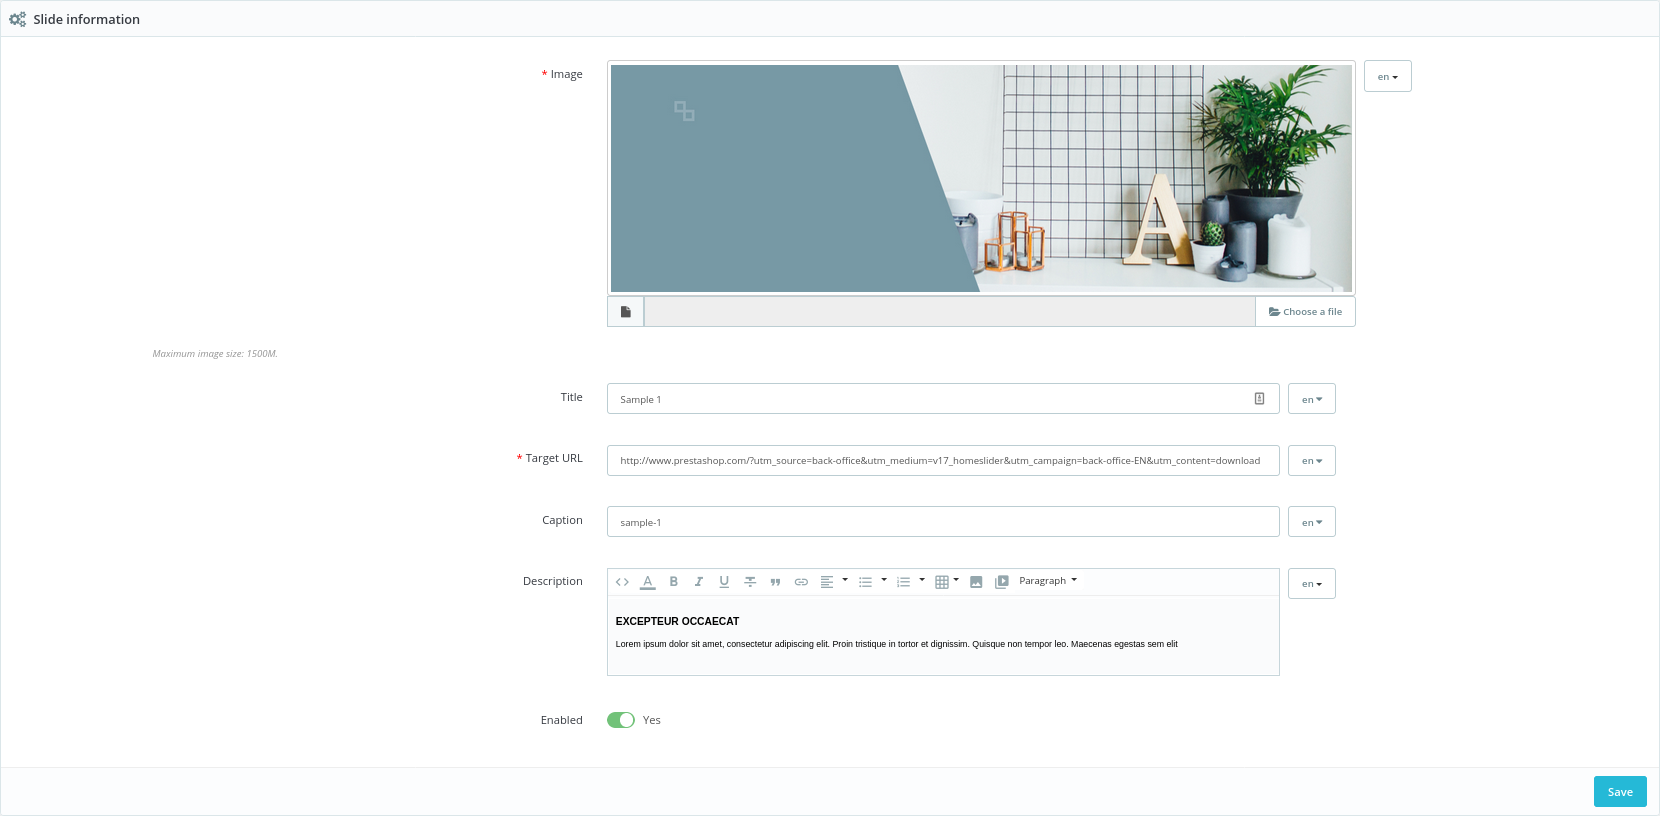 Slide information
* Image
en
Choose a file
Maximum image size: 1500M.
Title
Sample 1
en
* Target URL
http://www.prestashop.com/?utm_source=back-office&utm_medium=v17_homeslider&utm_campaign=back-office-EN&utm_content=download
en
Caption
sample-1
en
Description
A B I U Paragraph
en
EXCEPTEUR OCCAECAT
Lorem ipsum dolor sit amet, consectetur adipiscing elit. Proin tristique in tortor et dignissim. Quisque non tempor leo. Maecenas egestas sem elit
Enabled
Yes
Save
A